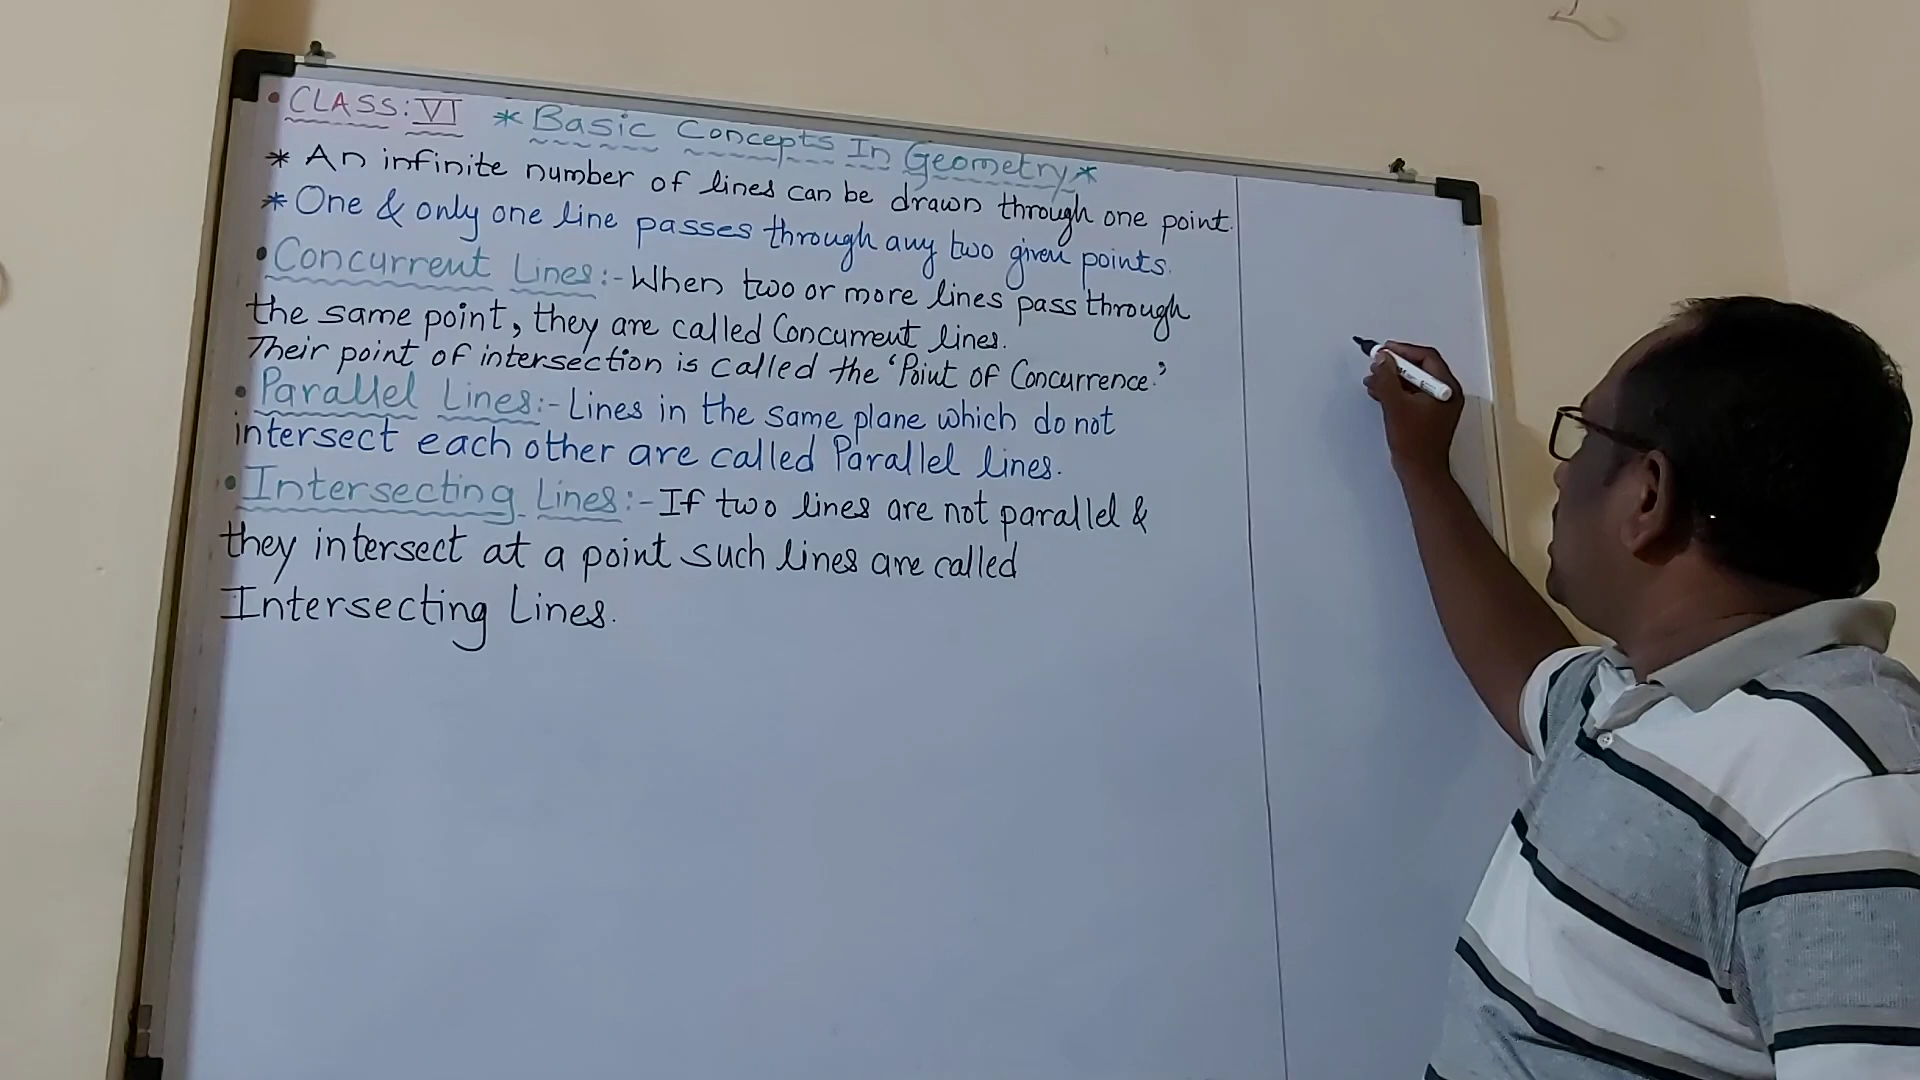 • CLASS: VI * Basic Concepts In Geometry *
* An infinite number of lines can be drawn through one point.
* One & only one line passes through any two given points.
• Concurrent Lines:- When two or more lines pass through
the same point, they are called Concurrent lines.
Their point of intersection is called the ‘Point of Concurrence.’
• Parallel Lines:- Lines in the same plane which do not
intersect each other are called Parallel lines.
• Intersecting Lines:- If two lines are not parallel &
they intersect at a point such lines are called
Intersecting Lines.